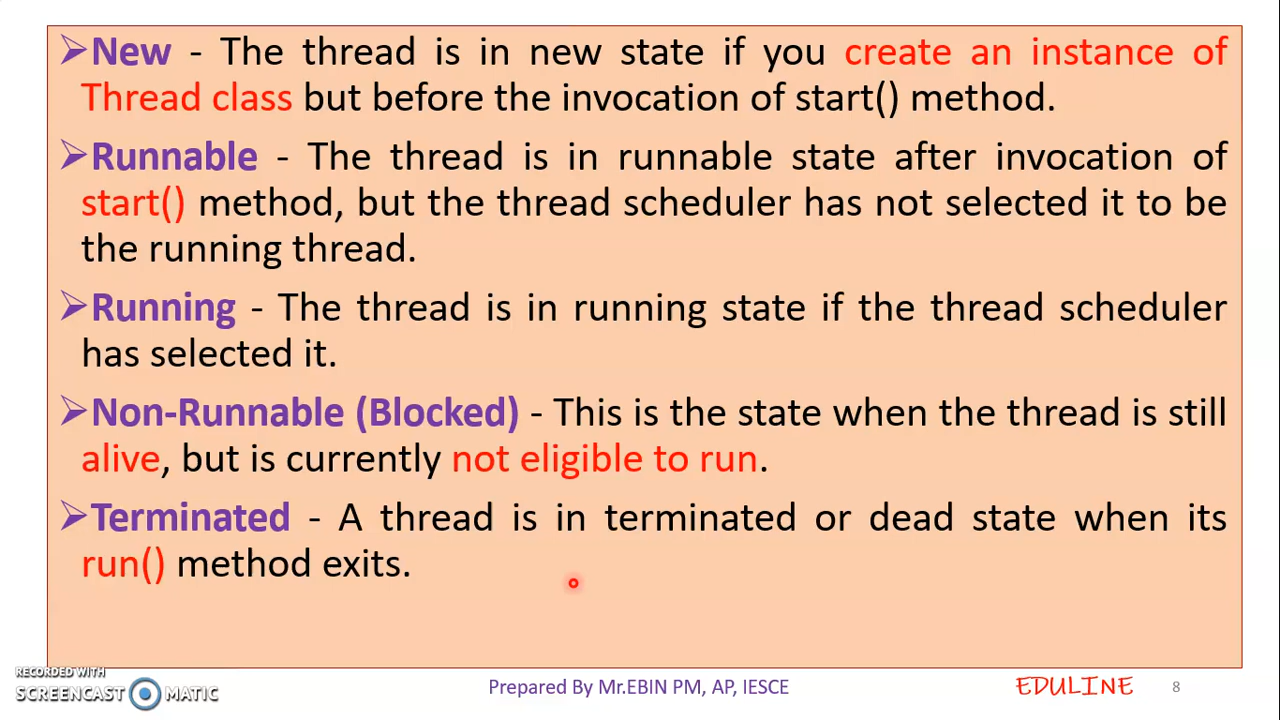 ➢New - The thread is in new state if you create an instance of
Thread class but before the invocation of start() method.
➢Runnable - The thread is in runnable state after invocation of
start() method, but the thread scheduler has not selected it to be
the running thread.
➢Running - The thread is in running state if the thread scheduler
has selected it.
➢Non-Runnable (Blocked) - This is the state when the thread is still
alive, but is currently not eligible to run.
➢Terminated - A thread is in terminated or dead state when its
run() method exits.
RECORDED WITH
SCREENCAST MATIC
Prepared By Mr.EBIN PM, AP, IESCE
EDULINE
8